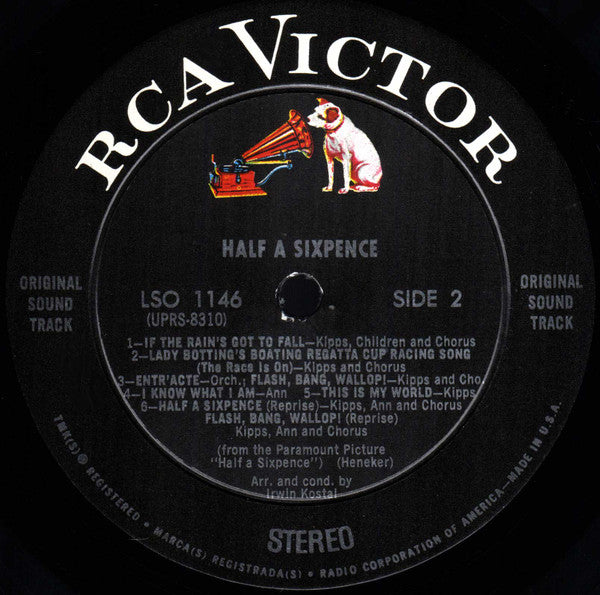 RCA VICTOR
HALF A SIXPENCE
ORIGINAL
SOUND
TRACK
LSO 1146
(UPRS-8310)
SIDE 2
ORIGINAL
SOUND
TRACK
1—IF THE RAIN'S GOT TO FALL—Kipps, Children and Chorus
2—LADY BOTTING'S BOATING REGATTA CUP RACING SONG
(The Race Is On)—Kipps and Chorus
3—ENTR'ACTE—Orch.; FLASH, BANG, WALLOP!—Kipps and Cho.
4—I KNOW WHAT I AM—Ann 5—THIS IS MY WORLD—Kipps
6—HALF A SIXPENCE (Reprise)—Kipps, Ann and Chorus
FLASH, BANG, WALLOP! (Reprise)
Kipps, Ann and Chorus
(from the Paramount Picture
"Half a Sixpence") (Heneker)
Arr. and cond. by
Irwin Kostal
STEREO
TMK(S) ® REGISTERED • MARCA(S) REGISTRADA(S) • RADIO CORPORATION OF AMERICA—MADE IN U.S.A.